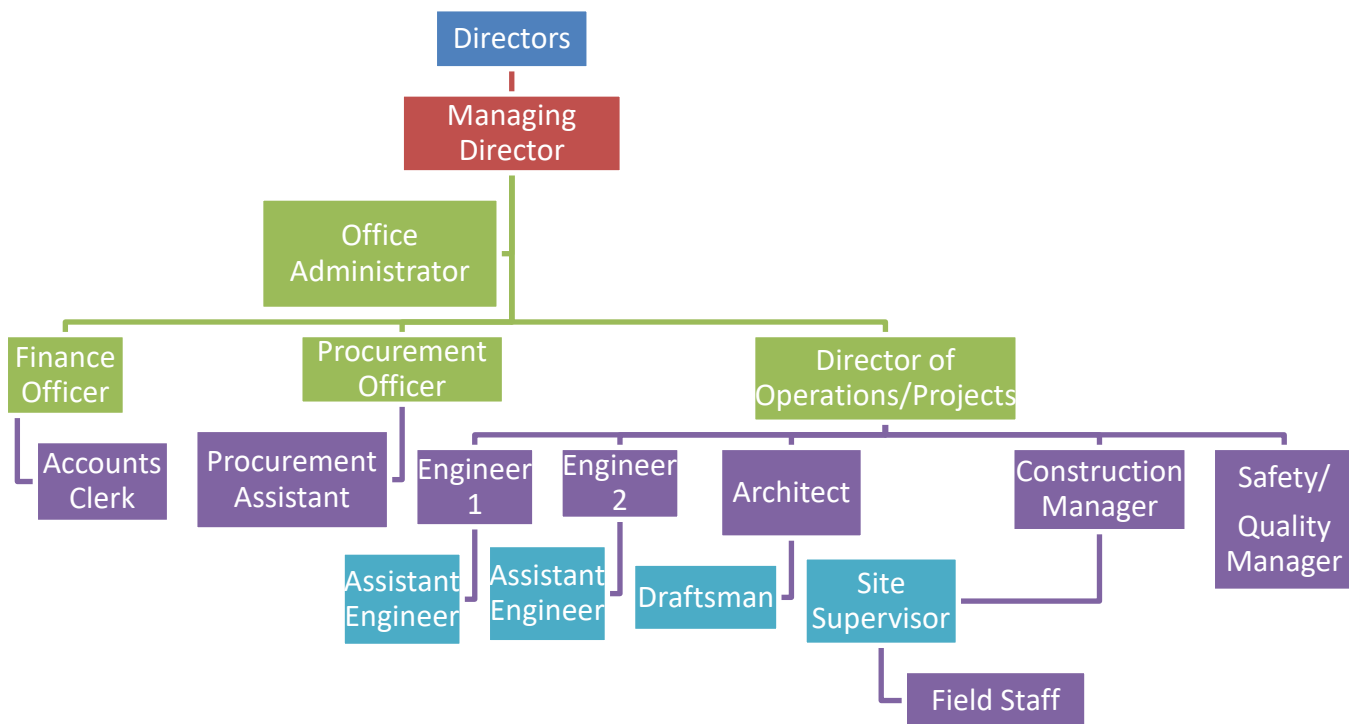 Directors
Managing
Director
Office
Administrator
Finance
Officer
Procurement
Officer
Director of
Operations/Projects
Accounts
Clerk
Procurement
Assistant
Engineer
1
Engineer
2
Architect
Construction
Manager
Safety/
Quality
Manager
Assistant
Engineer
Assistant
Engineer
Draftsman
Site
Supervisor
Field Staff